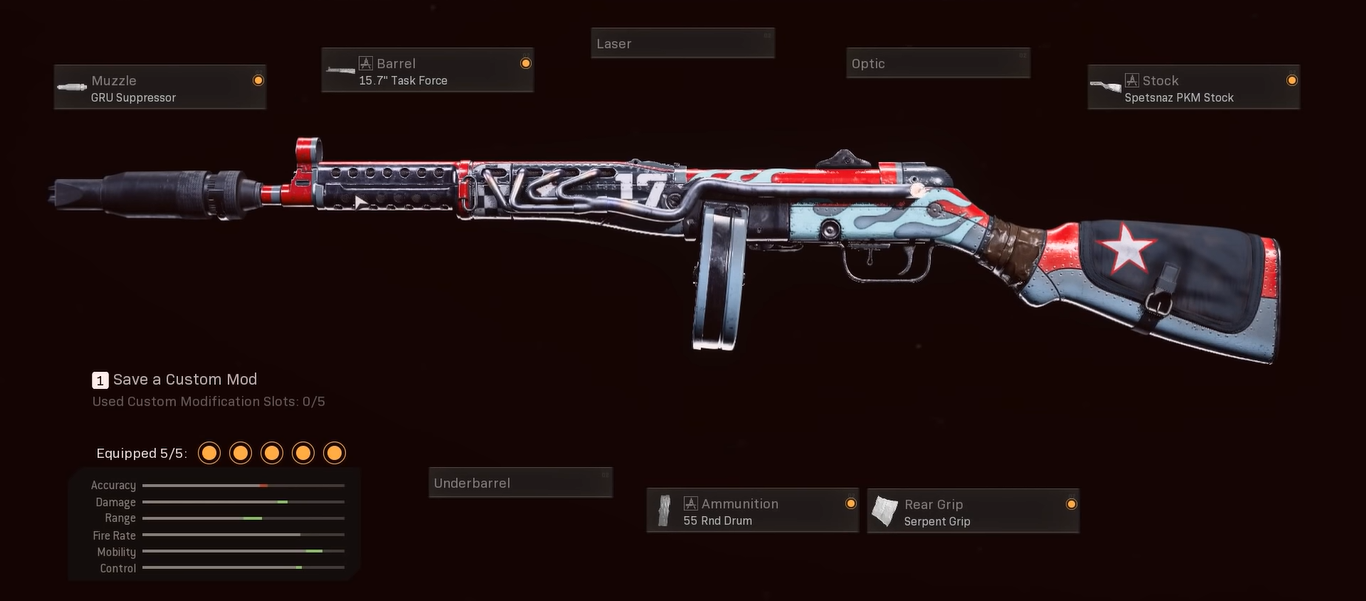 Laser
Muzzle
GRU Suppressor
Barrel
15.7" Task Force
Optic
Stock
Spetsnaz PKM Stock
17
1 Save a Custom Mod
Used Custom Modification Slots: 0/5
Equipped 5/5:
Accuracy
Damage
Range
Fire Rate
Mobility
Control
Underbarrel
Ammunition
55 Rnd Drum
Rear Grip
Serpent Grip